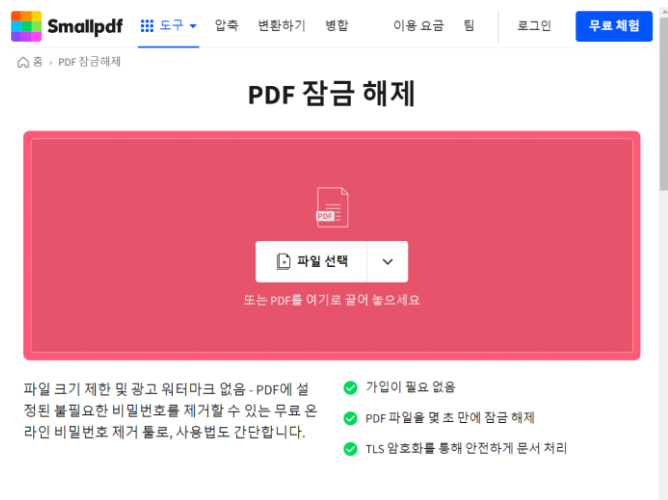 Smallpdf 도구 압축 변환하기 병합 이용 요금 팀 로그인 무료 체험
홈 › PDF 잠금해제
PDF 잠금 해제
PDF
파일 선택
또는 PDF를 여기로 끌어 놓으세요
파일 크기 제한 및 광고 워터마크 없음 - PDF에 설
정된 불필요한 비밀번호를 제거할 수 있는 무료 온
라인 비밀번호 제거 툴로, 사용법도 간단합니다.
가입이 필요 없음
PDF 파일을 몇 초 만에 잠금 해제
TLS 암호화를 통해 안전하게 문서 처리